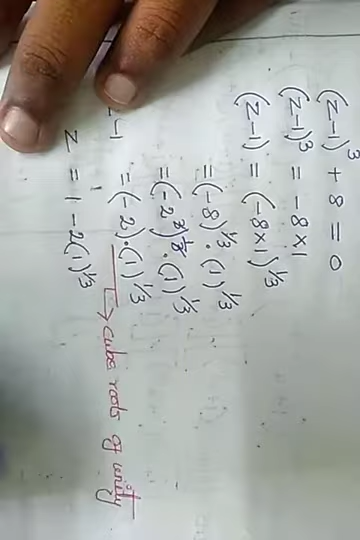 (z-1)³ + 8 = 0
(z-1)³ = -8×1
(z-1) = (-8×1)^{1/3}
= (-8)^{1/3} · (1)^{1/3}
= (-2³)^{1/3} · (1)^{1/3}
-1 = (-2) · (1)^{1/3}
→ cube roots of unity
z = 1 - 2(1)^{1/3}